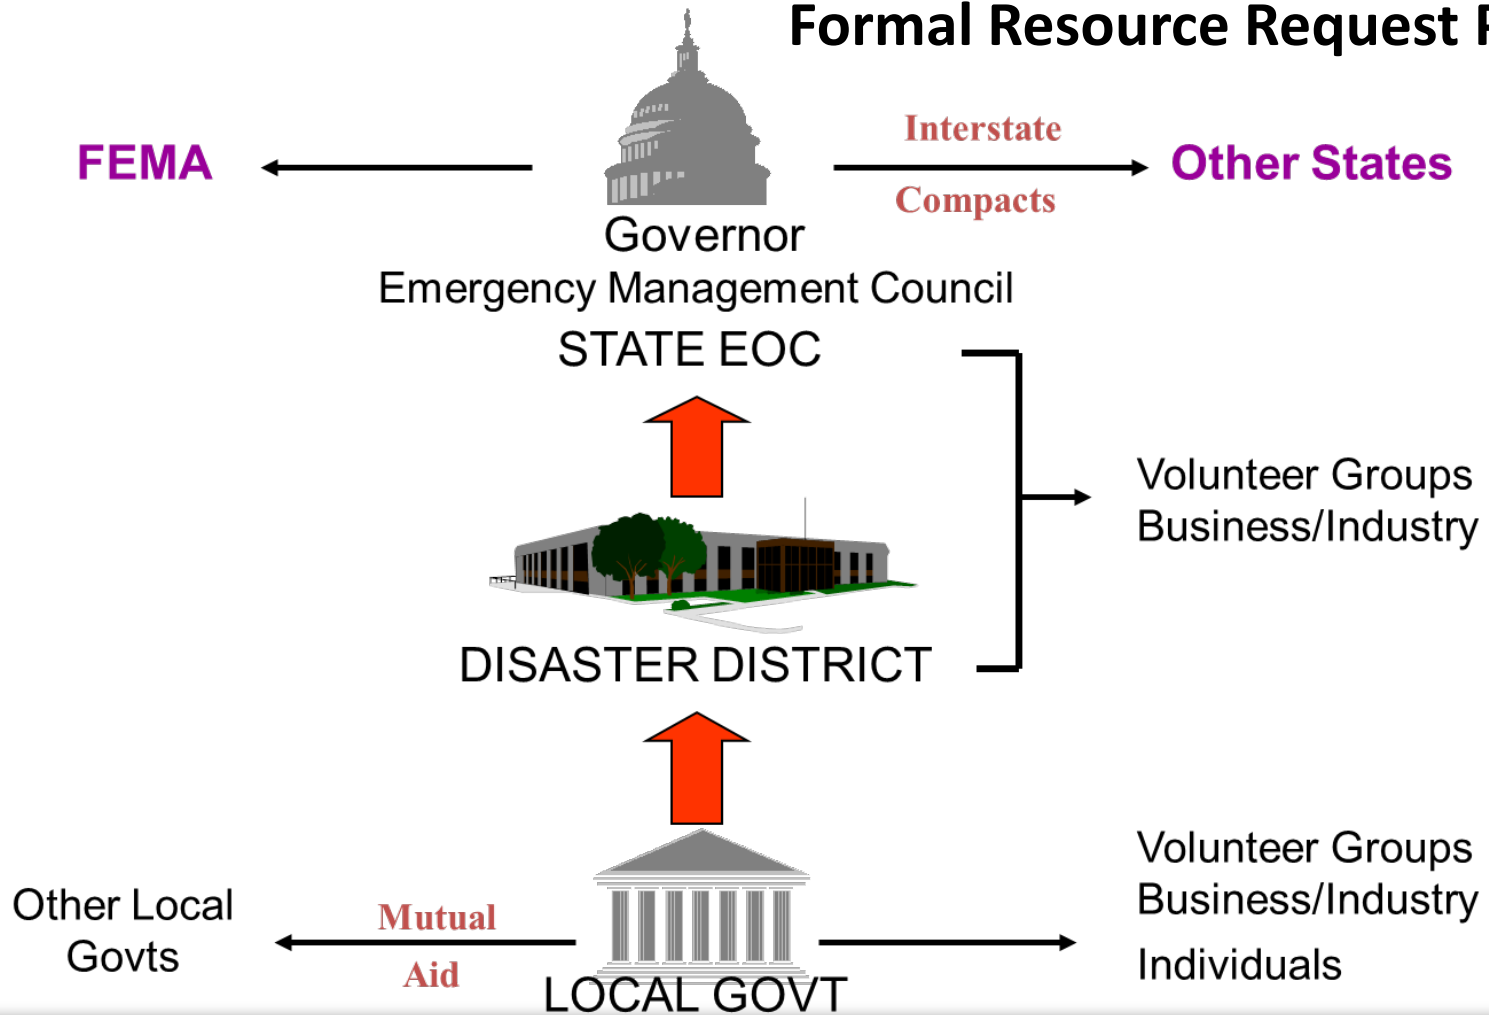 Formal Resource Request
Interstate
FEMA
Other States
Compacts
Governor
Emergency Management Council
STATE EOC
Volunteer Groups
Business/Industry
DISASTER DISTRICT
Volunteer Groups
Business/Industry
Individuals
Other Local
Govts
Mutual
Aid
LOCAL GOVT